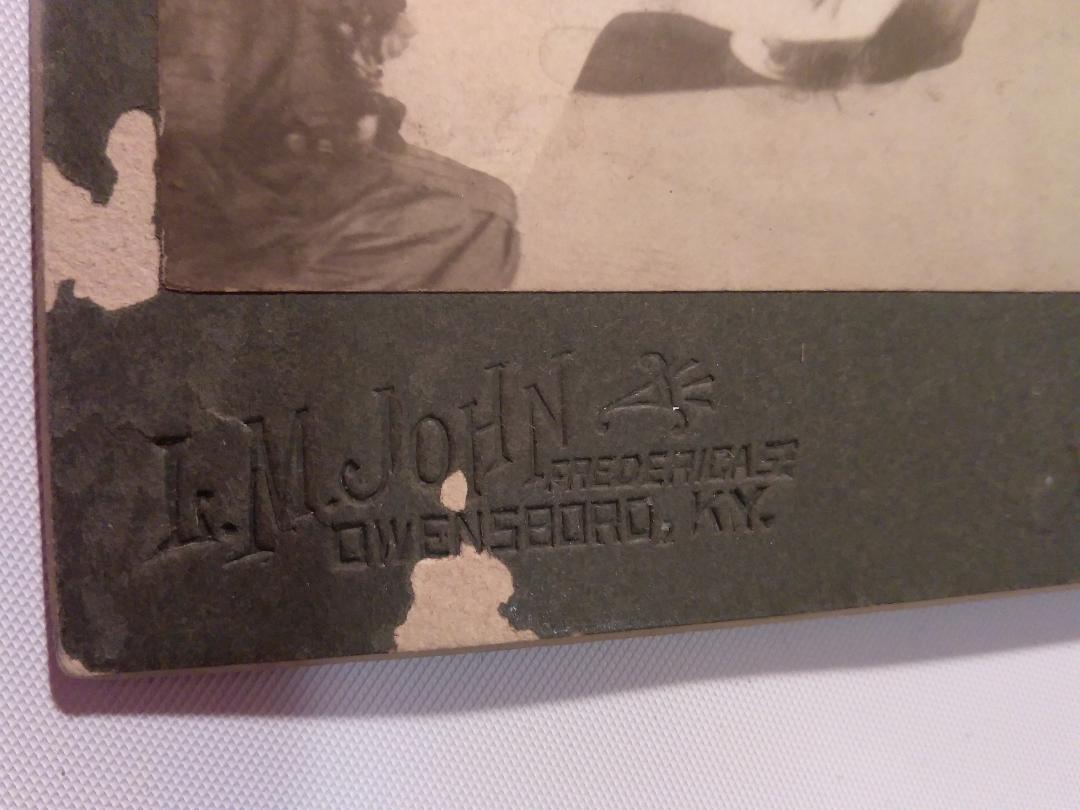 L.M. JOHN
FREDERICA ST.
OWENSBORO, KY.